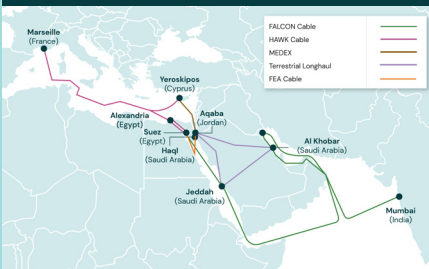 Marseille
(France)
FALCON Cable
HAWK Cable
MEDEX
Terrestrial Longhaul
FEA Cable
Yeroskipos
(Cyprus)
Alexandria
(Egypt)
Aqaba
(Jordan)
Suez
(Egypt)
Haql
(Saudi Arabia)
Al Khobar
(Saudi Arabia)
Jeddah
(Saudi Arabia)
Mumbai
(India)